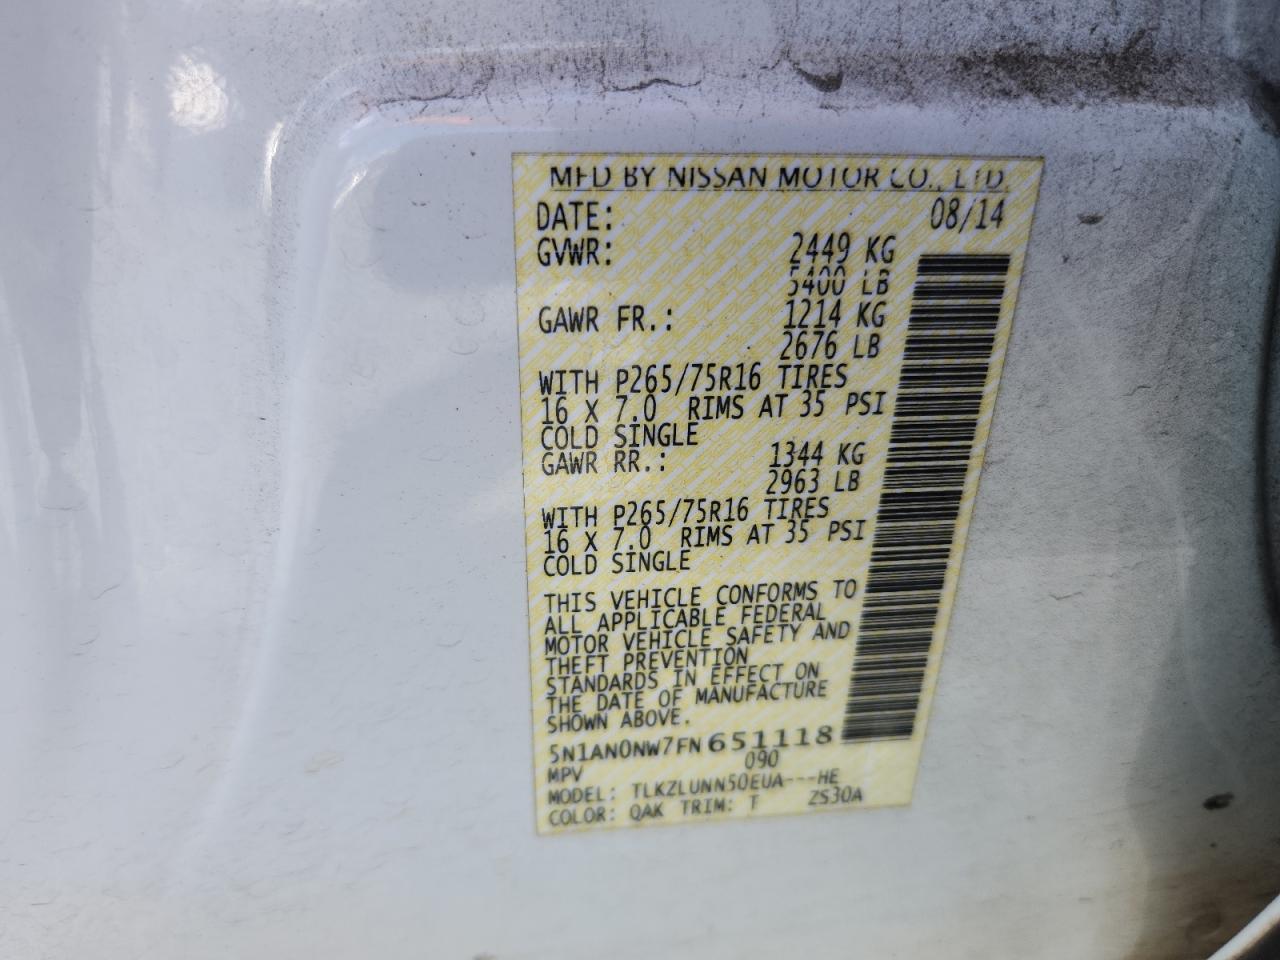 MFD BY NISSAN MOTOR CO., LTD.
DATE: 08/14
GVWR: 2449 KG
5400 LB
GAWR FR.: 1214 KG
2676 LB
WITH P265/75R16 TIRES
16 X 7.0 RIMS AT 35 PSI
COLD SINGLE
GAWR RR.: 1344 KG
2963 LB
WITH P265/75R16 TIRES
16 X 7.0 RIMS AT 35 PSI
COLD SINGLE
THIS VEHICLE CONFORMS TO
ALL APPLICABLE FEDERAL
MOTOR VEHICLE SAFETY AND
THEFT PREVENTION
STANDARDS IN EFFECT ON
THE DATE OF MANUFACTURE
SHOWN ABOVE.
5N1AN0NW7FN651118
MPV 090
MODEL: TLKZLUNN50EUA---HE
COLOR: QAK TRIM: T ZS30A